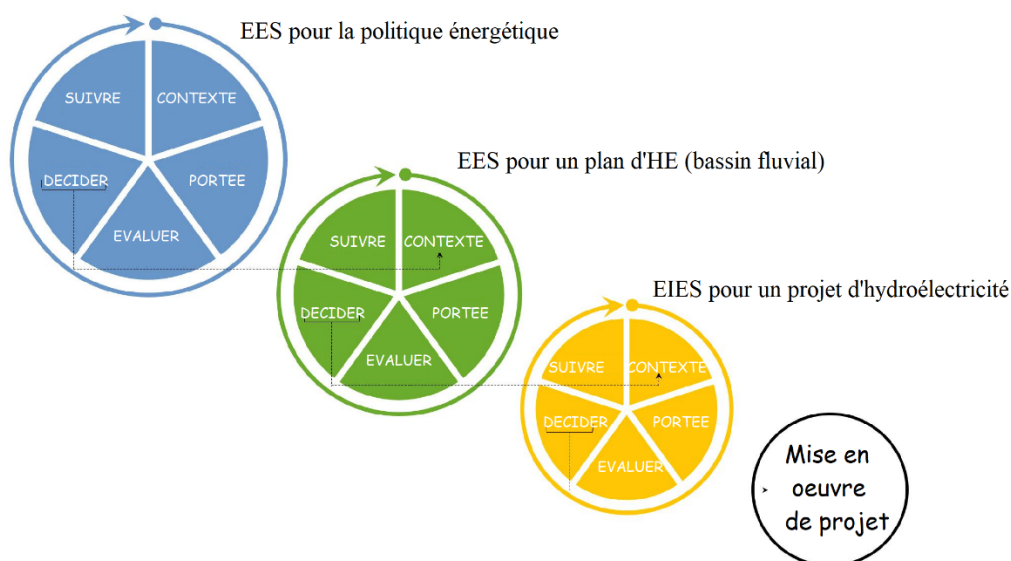 EES pour la politique énergétique
SUIVRE
CONTEXTE
DECIDER
PORTEE
EVALUER
EES pour un plan d'HE (bassin fluvial)
SUIVRE
CONTEXTE
DECIDER
PORTEE
EVALUER
EIES pour un projet d'hydroélectricité
SUIVRE
CONTEXTE
DECIDER
PORTEE
EVALUER
Mise en
oeuvre
de projet